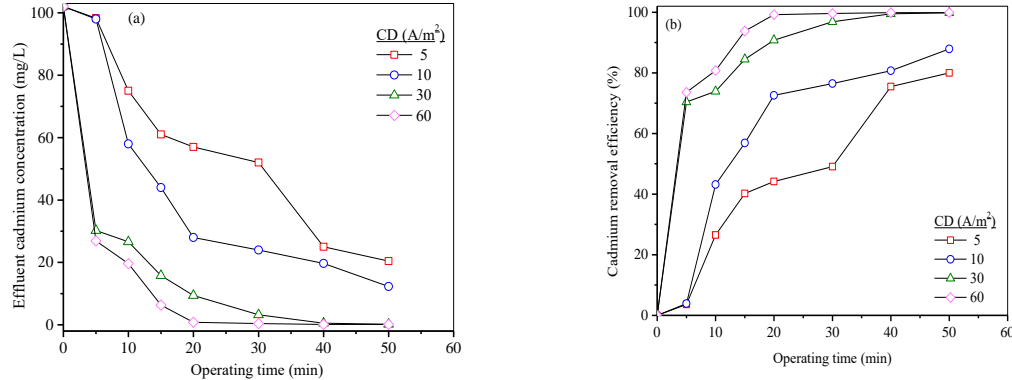 (a)
CD (A/m²)
5
10
30
60
100
80
60
40
20
0
Effluent cadmium concentration (mg/L)
0 10 20 30 40 50 60
Operating time (min)
(b)
100
80
60
40
20
0
Cadmium removal efficiency (%)
CD (A/m²)
5
10
30
60
0 10 20 30 40 50 60
Operating time (min)